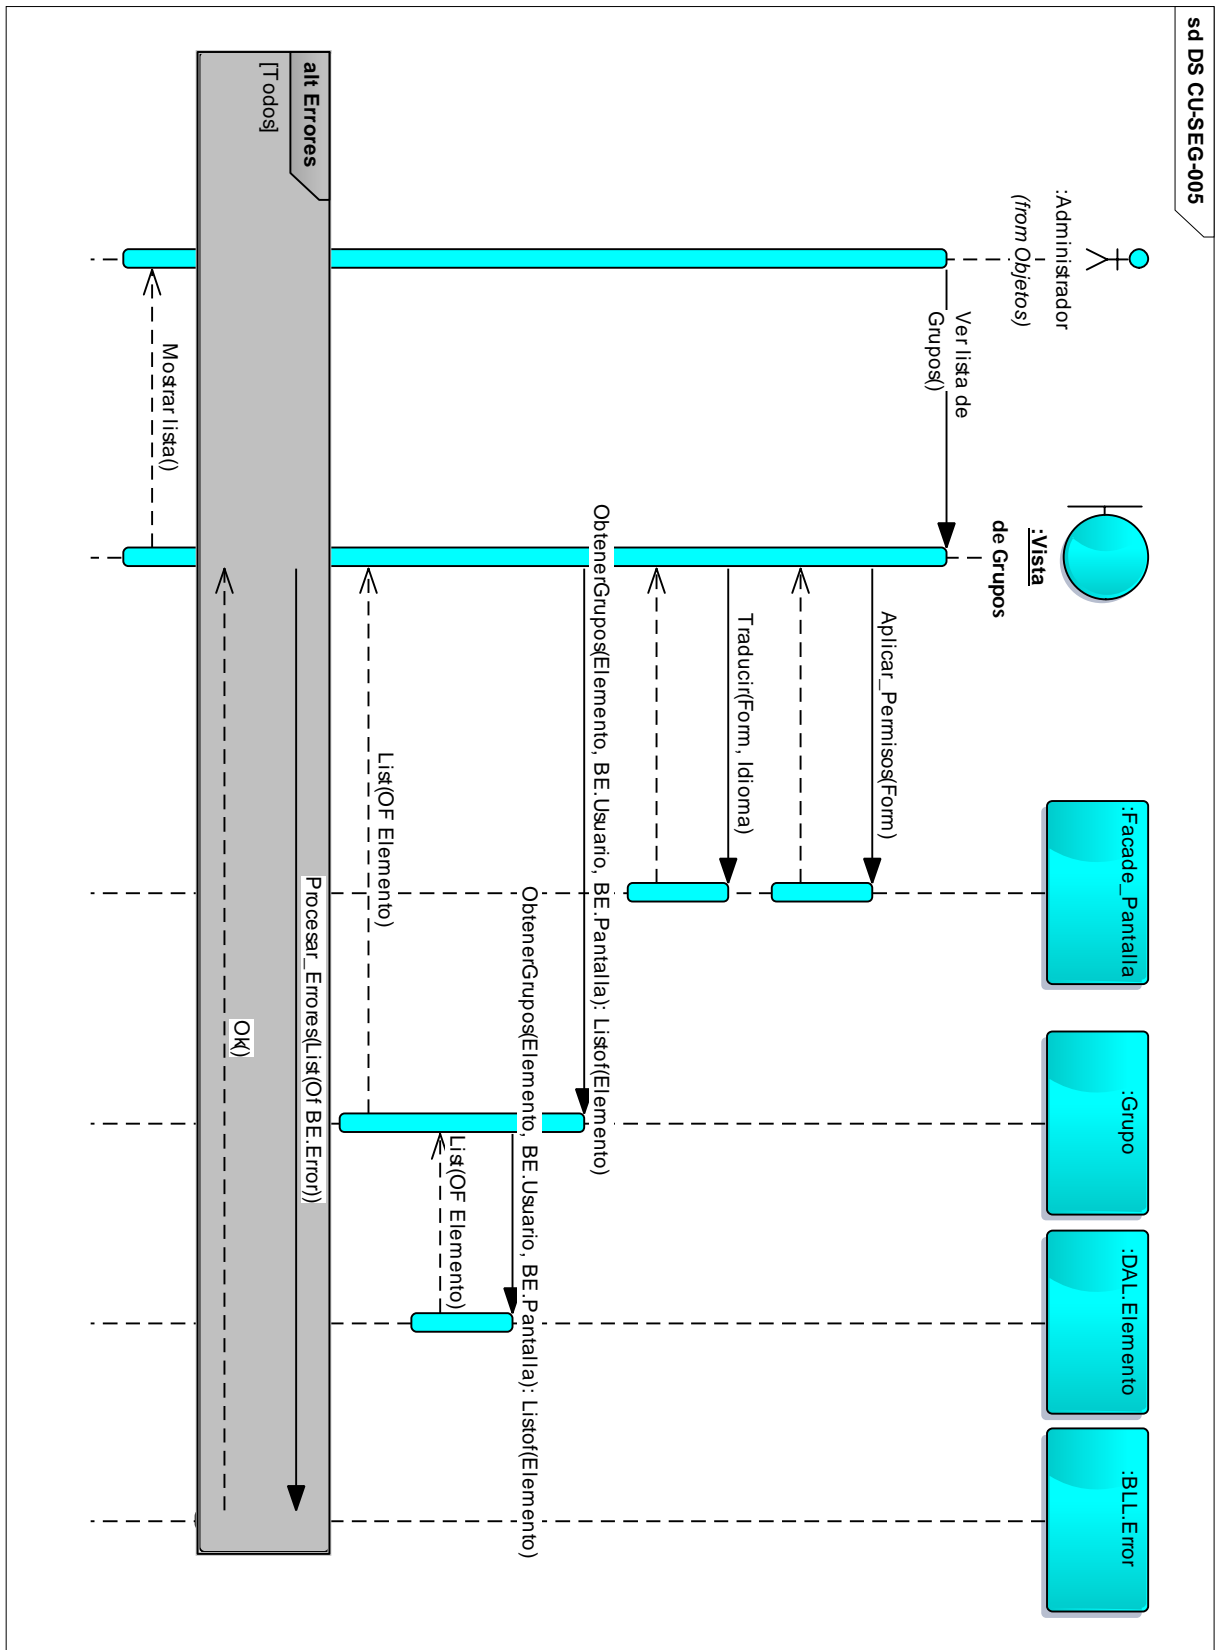 sd DS CU-SEG-005
:Administrador
(from Objetos)
:Vista
de Grupos
:Facade_Pantalla
:Grupo
:DAL.Elemento
:BLL.Error
Ver lista de
Grupos()
Aplicar_Permisos(Form)
Traducir(Form, Idioma)
ObtenerGrupos(Elemento, BE.Usuario, BE.Pantalla): Listof(Elemento)
ObtenerGrupos(Elemento, BE.Usuario, BE.Pantalla): Listof(Elemento)
List(OF Elemento)
List(OF Elemento)
alt Errores
[Todos]
Procesar_Errores(List(Of BE.Error))
Ok()
Mostrar lista()